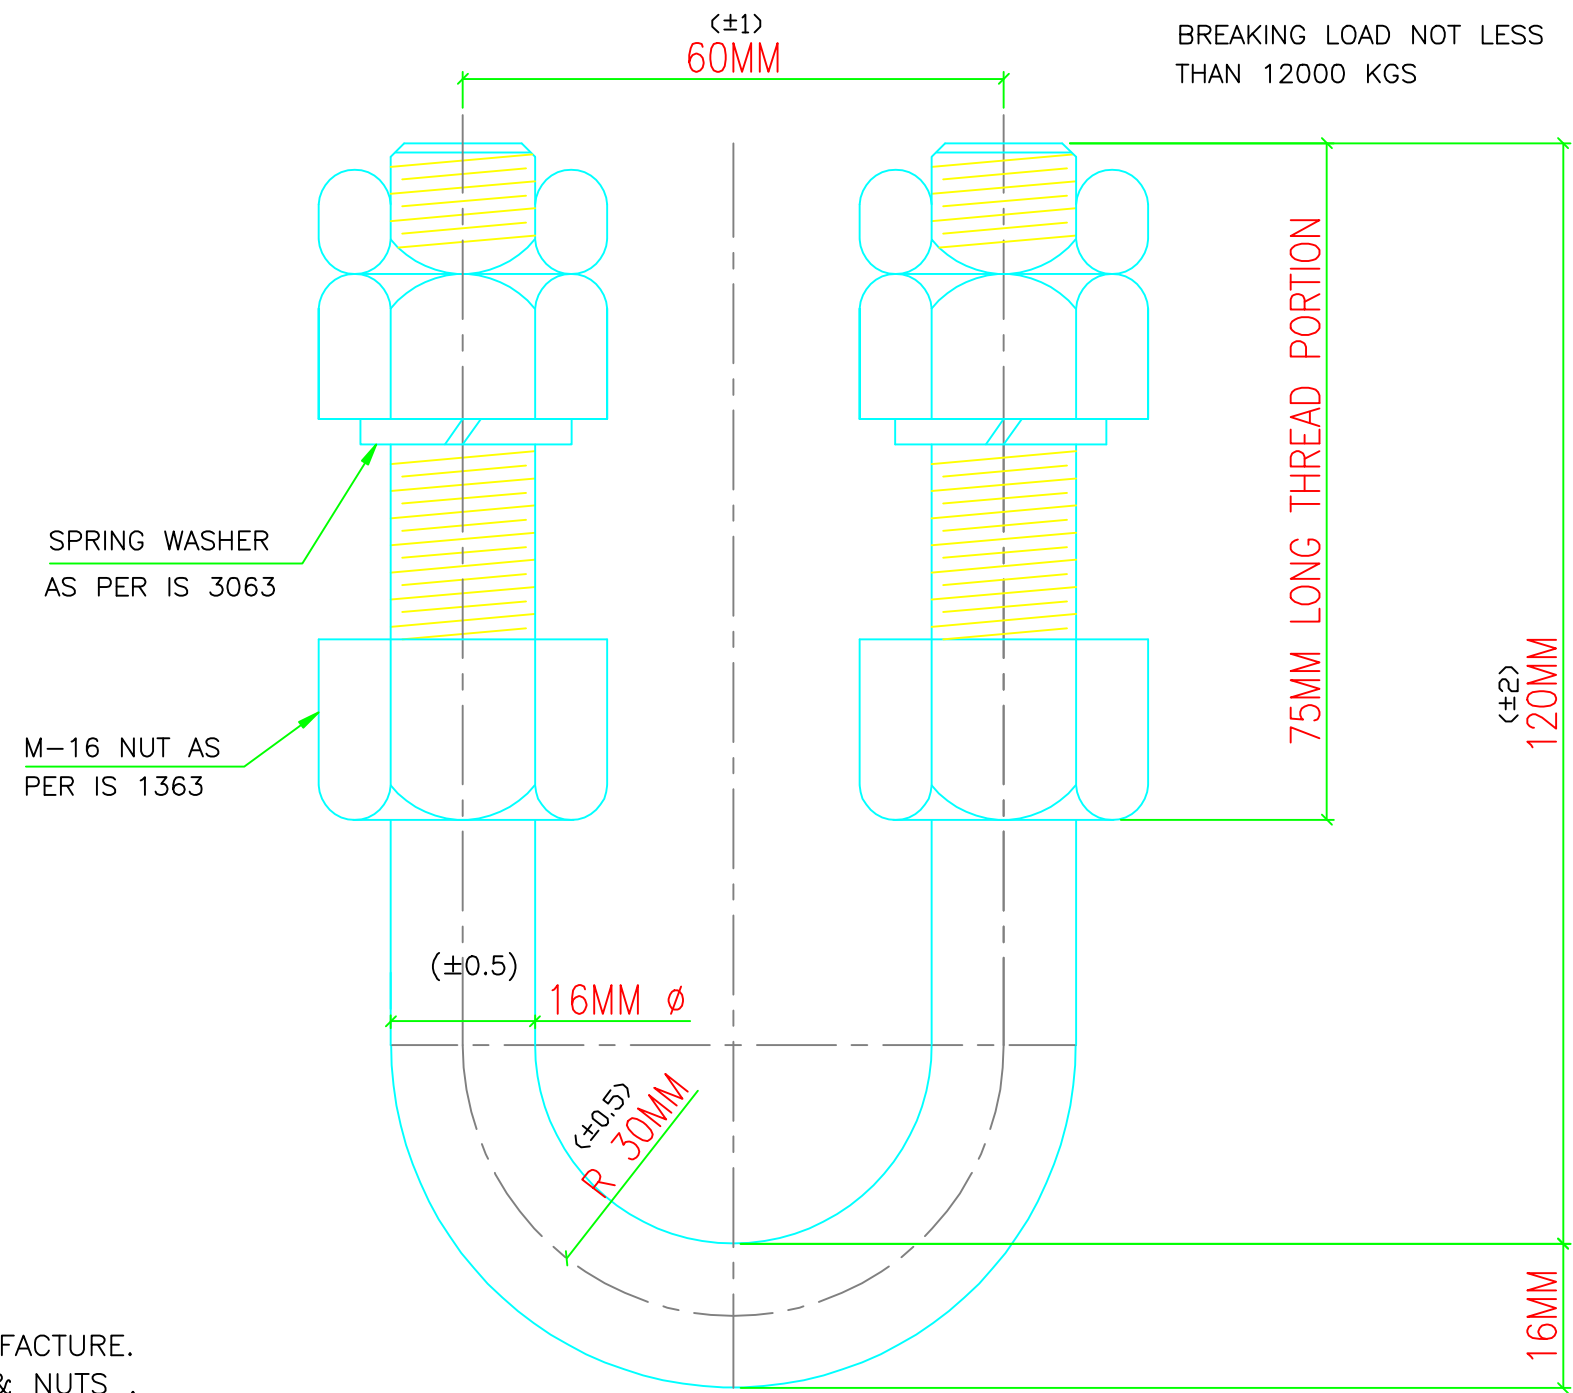 (±1)
60MM
BREAKING LOAD NOT LESS
THAN 12000 KGS
75MM LONG THREAD PORTION
(±2)
120MM
SPRING WASHER
AS PER IS 3063
M-16 NUT AS
PER IS 1363
(±0.5)
16MM ø
(±0.5)
R 30MM
16MM
FACTURE.
& NUTS .